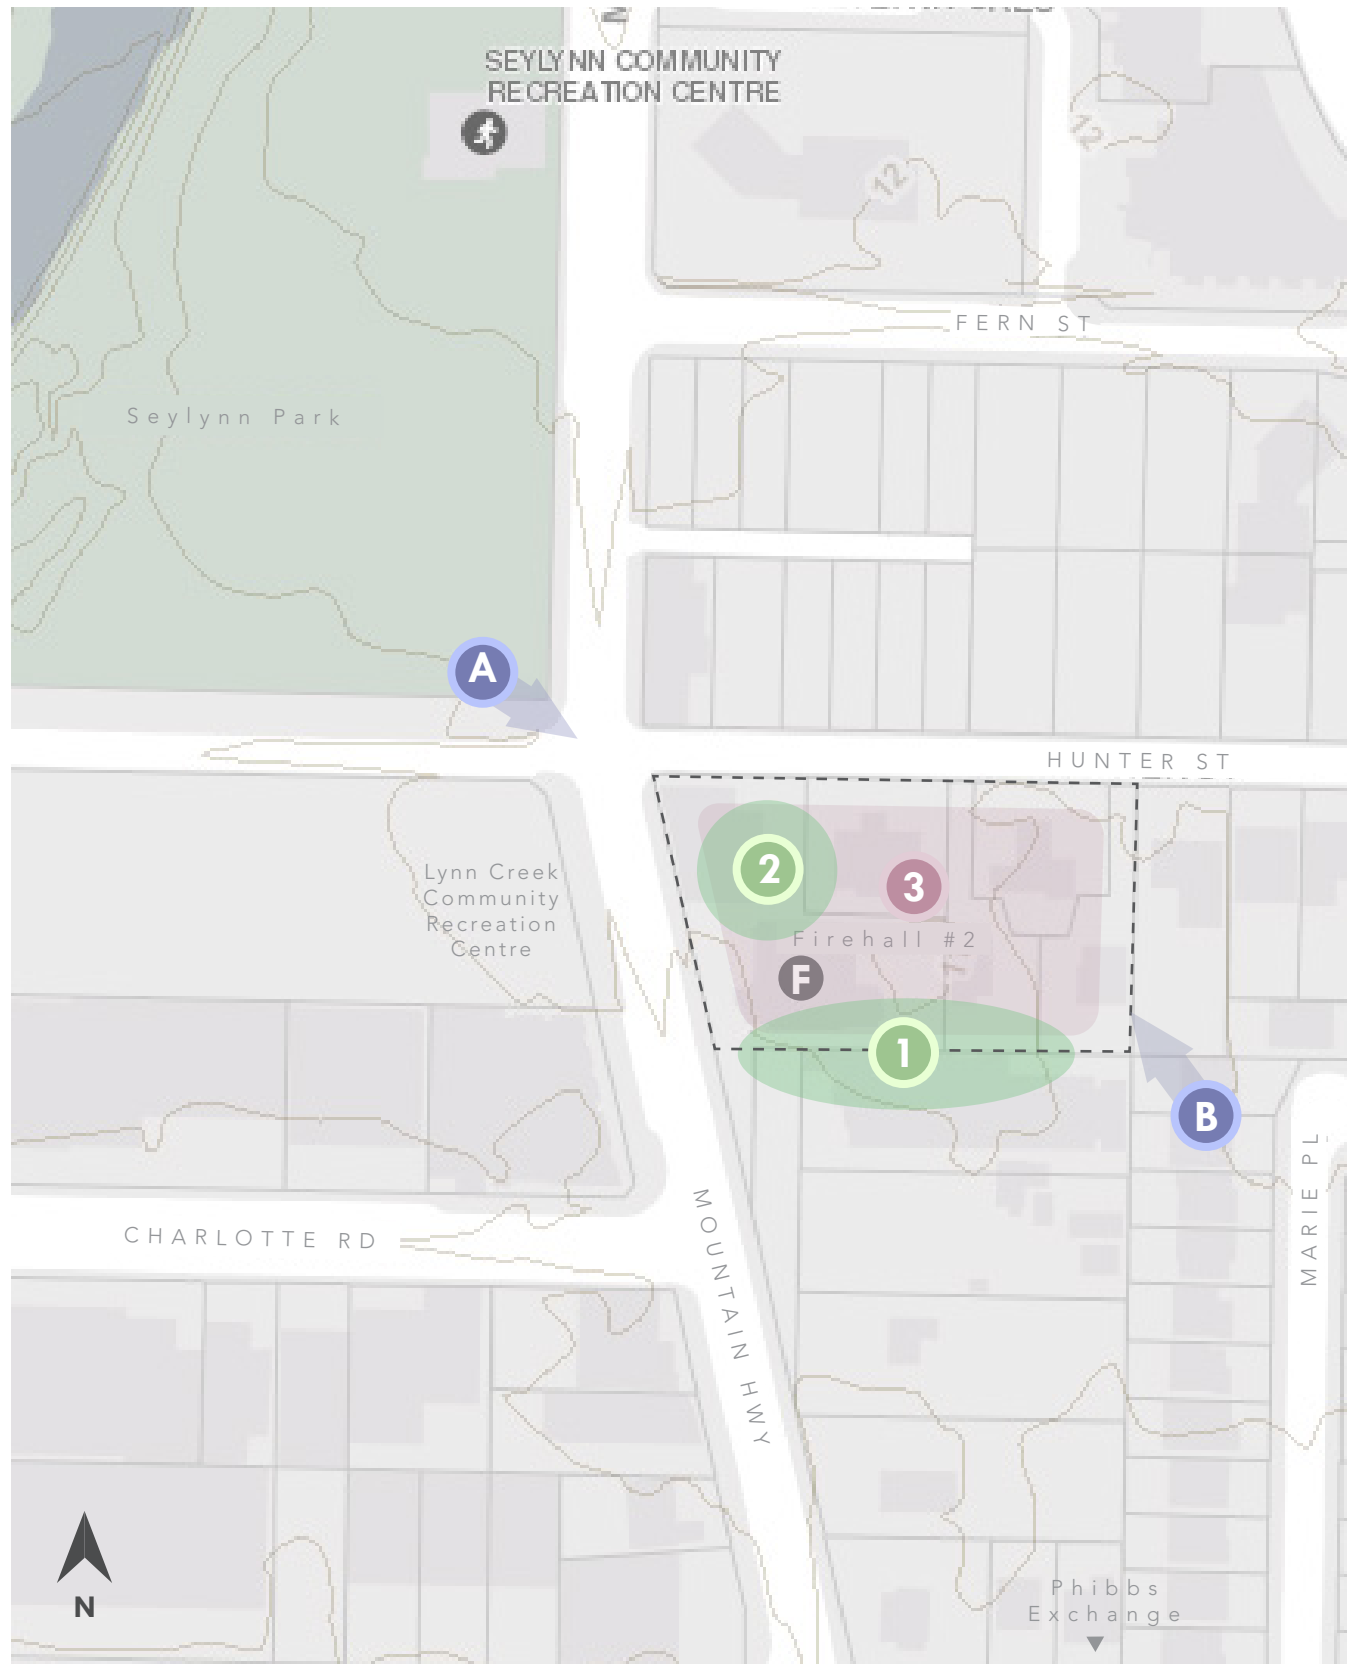 SEYLYNN COMMUNITY
RECREATION CENTRE
12
12
FERN ST
Seylynn Park
A
HUNTER ST
2
3
Lynn Creek
Community
Recreation
Centre
Firehall #2
F
1
B
MARIE PL
MOUNTAIN HWY
CHARLOTTE RD
N
Phibbs
Exchange